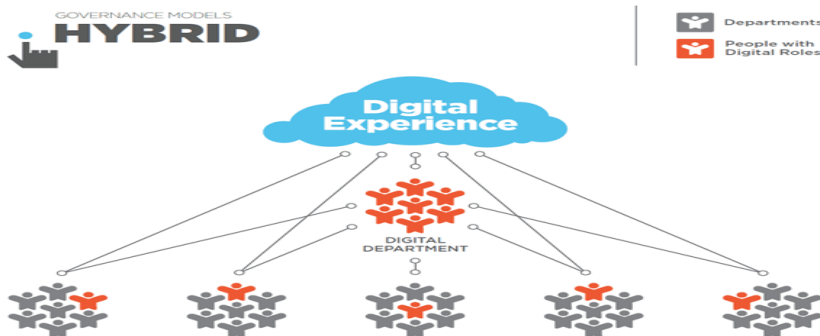 GOVERNANCE MODELS
HYBRID
Departments
People with
Digital Roles
Digital
Experience
DIGITAL
DEPARTMENT